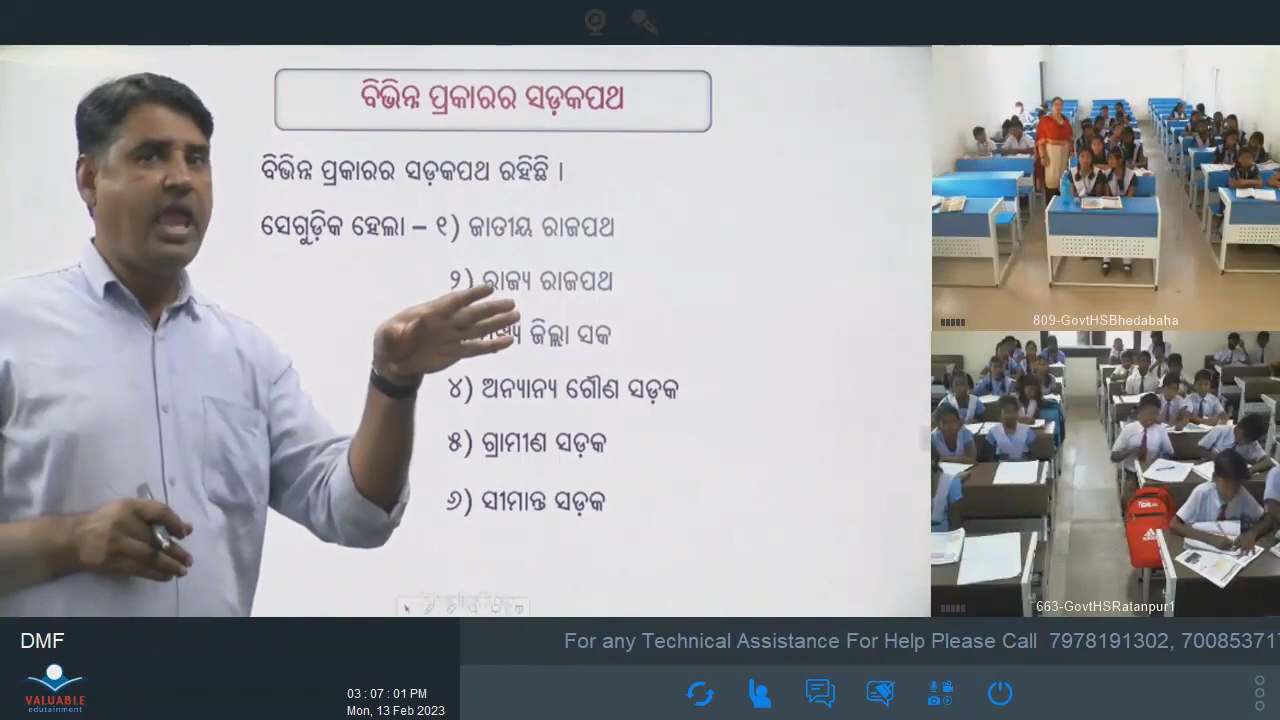 ବିଭିନ୍ନ ପ୍ରକାରର ସଡ଼କପଥ
ବିଭିନ୍ନ ପ୍ରକାରର ସଡ଼କପଥ ରହିଛି ।
ସେଗୁଡ଼ିକ ହେଲା – ୧) ଜାତୀୟ ରାଜପଥ
୨) ରାଜ୍ୟ ରାଜପଥ
ଜିଲ୍ଲା ସକ
୪) ଅନ୍ୟାନ୍ୟ ଗୌଣ ସଡ଼କ
୫) ଗ୍ରାମୀଣ ସଡ଼କ
୬) ସୀମାନ୍ତ ସଡ଼କ
809-GovtHSBhedabaha
663-GovtHSRatanpur1
DMF
For any Technical Assistance For Help Please Call 7978191302, 70085371
VALUABLE
edutainment
03 : 07 : 01 PM
Mon, 13 Feb 2023